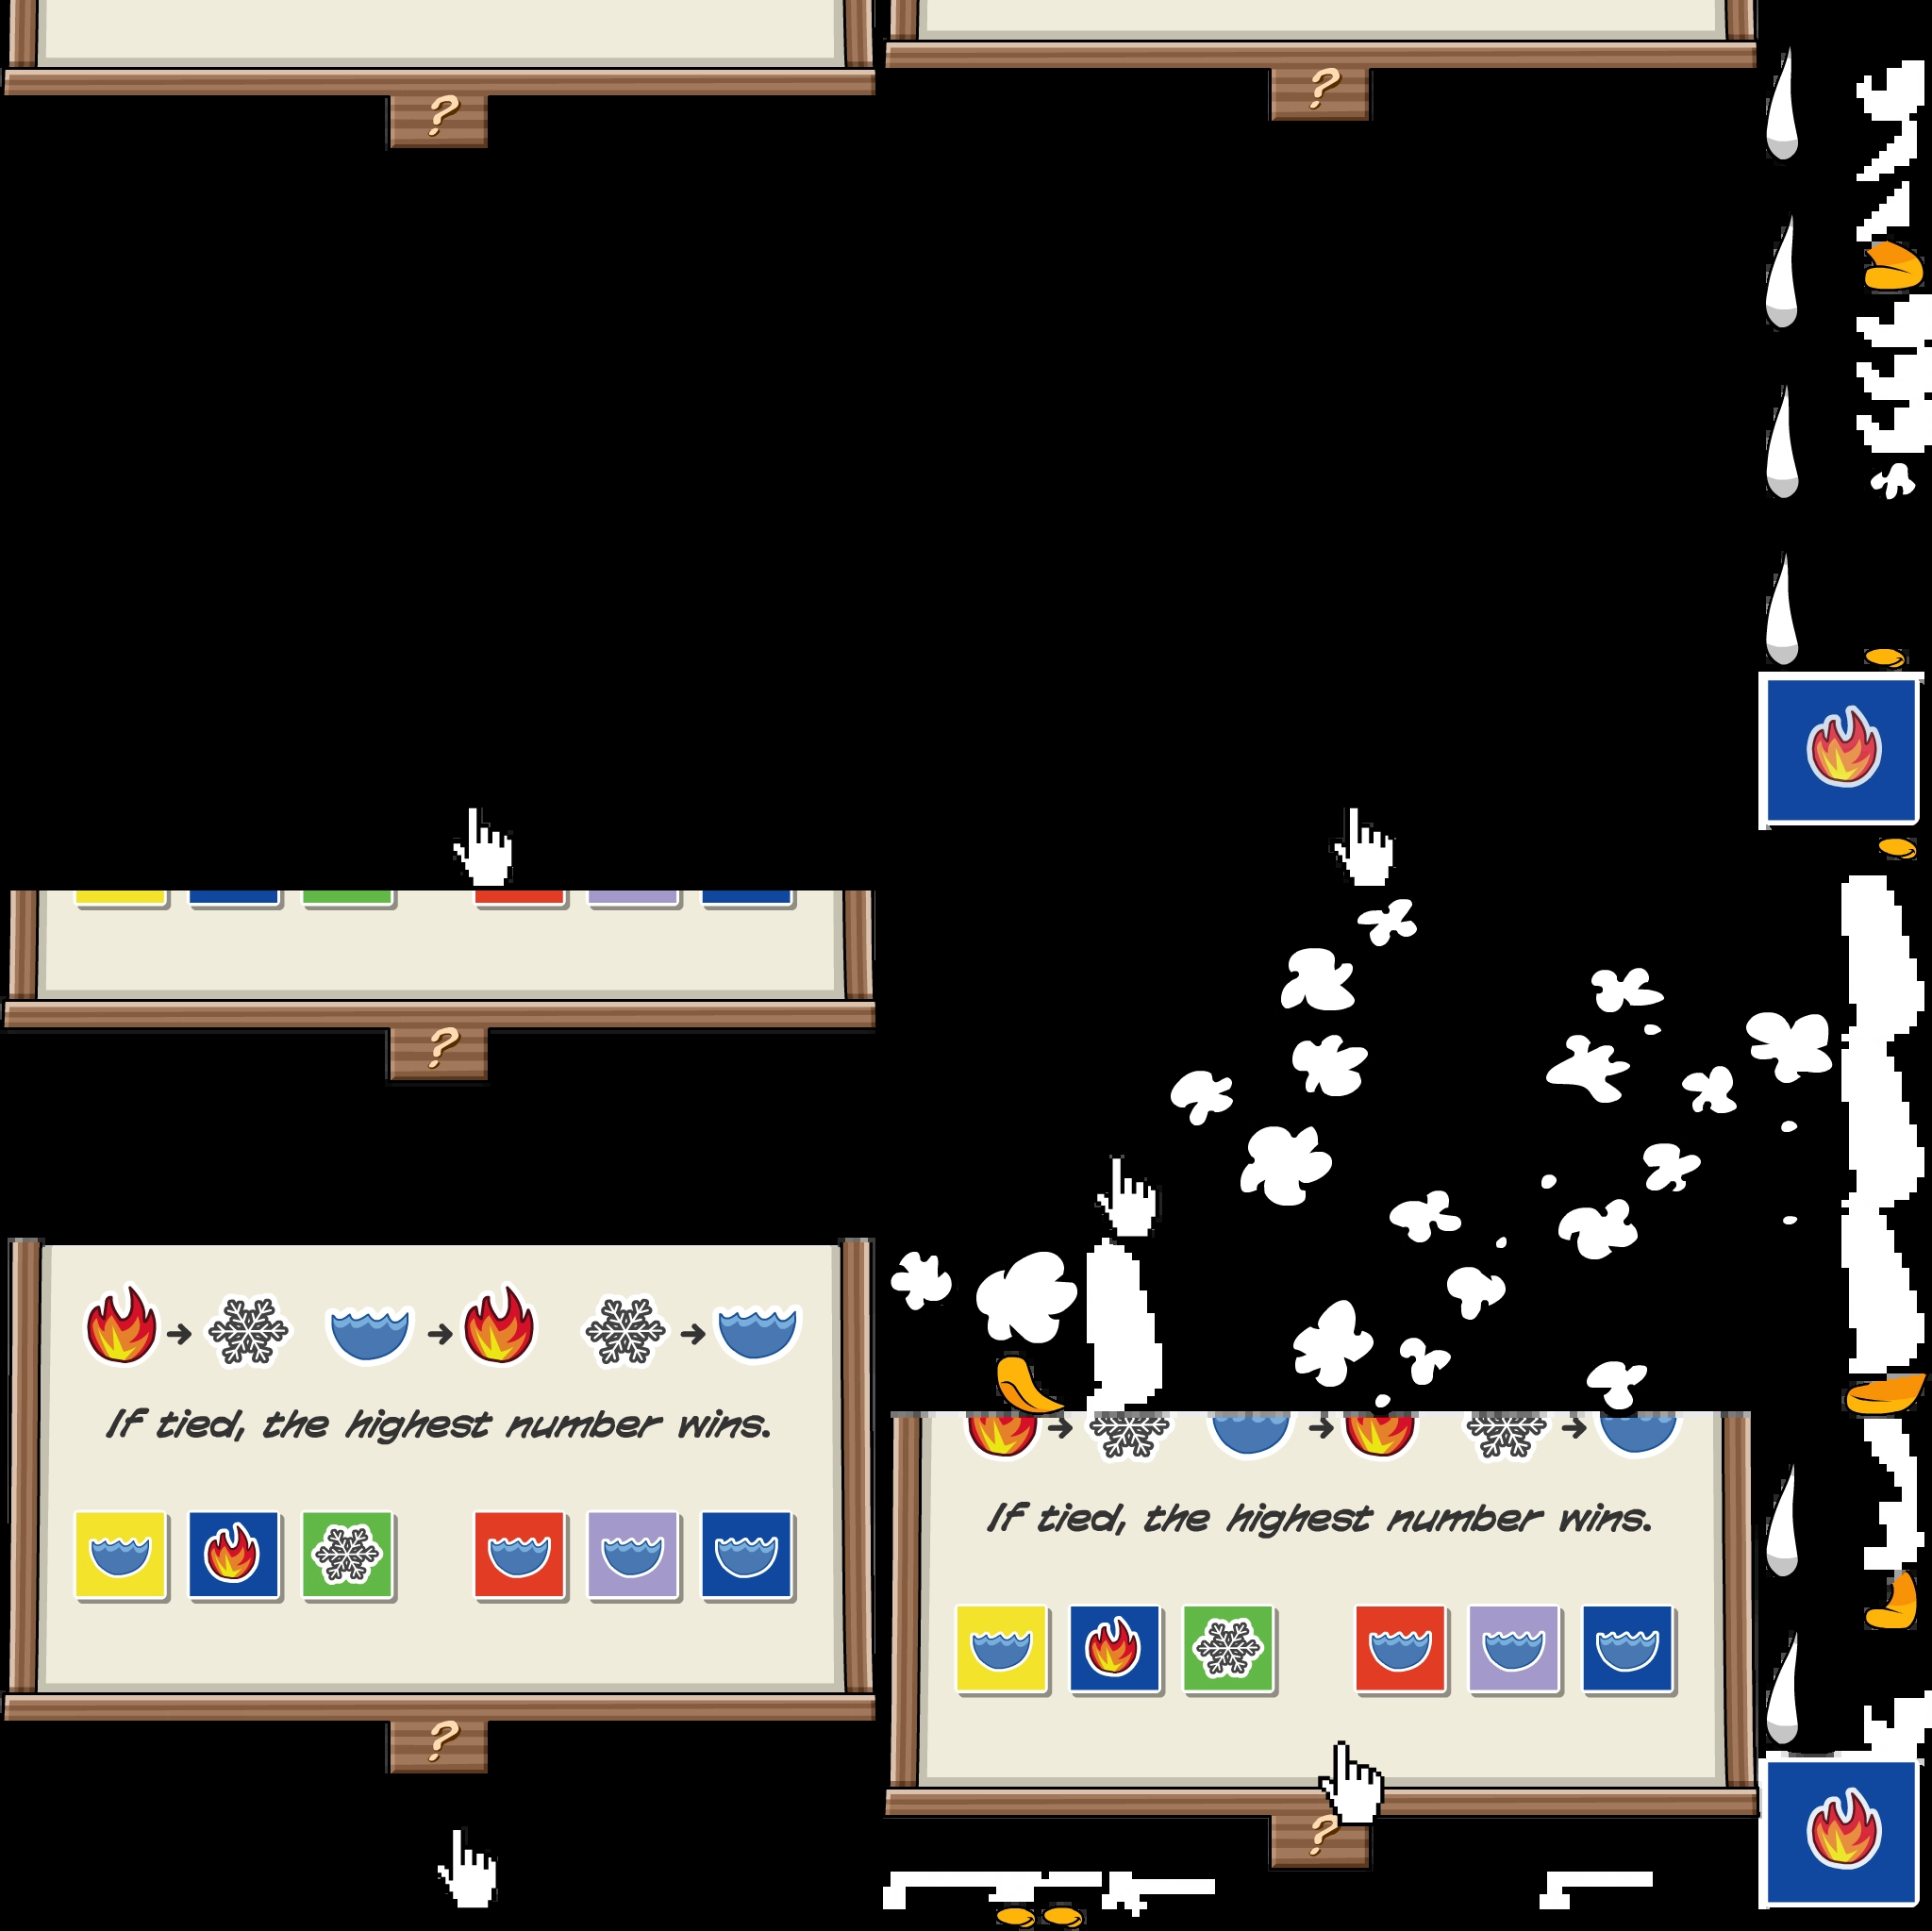 ?
?
?
If tied, the highest number wins.
?
If tied, the highest number wins.
?